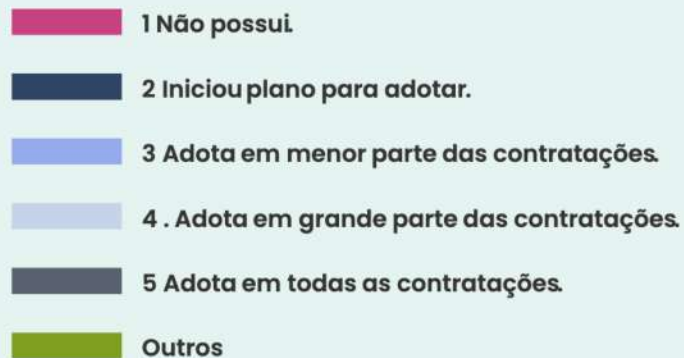 1 Não possui.
2 Iniciou plano para adotar.
3 Adota em menor parte das contratações.
4 . Adota em grande parte das contratações.
5 Adota em todas as contratações.
Outros